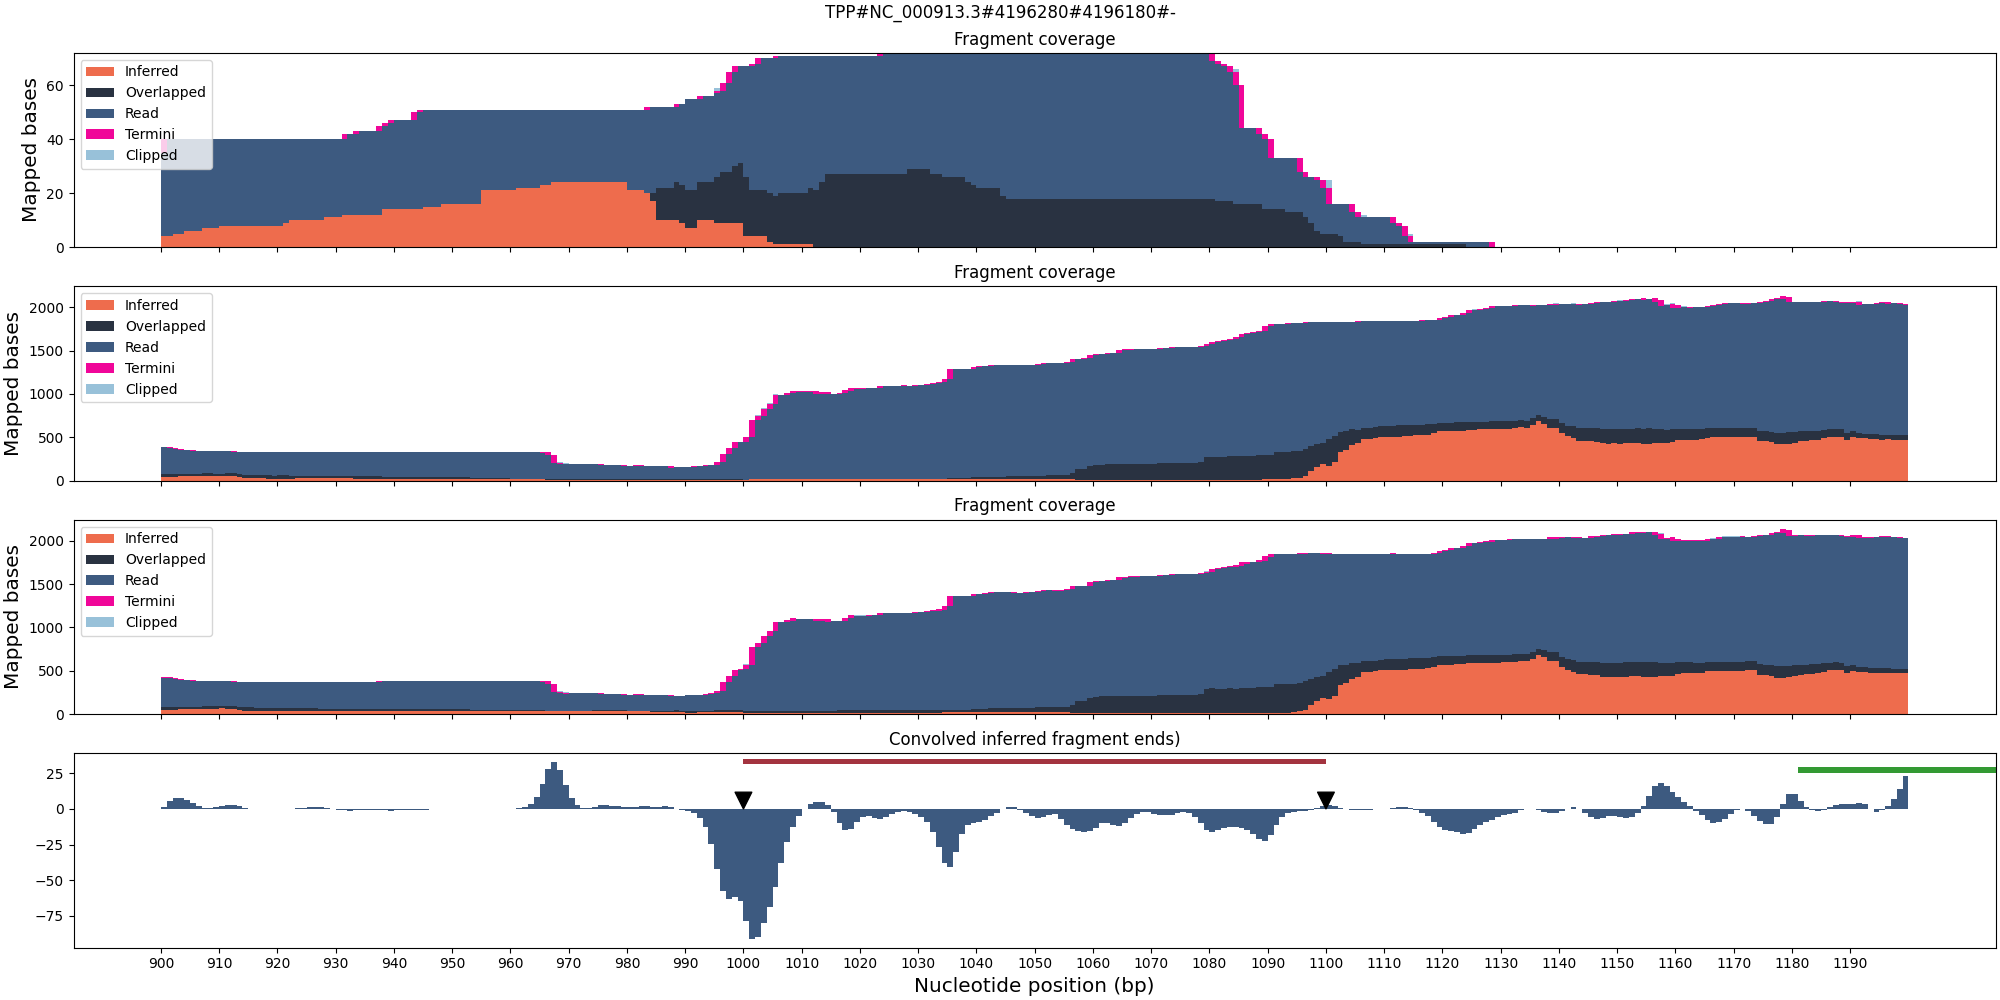 TPP#NC_000913.3#4196280#4196180#-
Fragment coverage
Mapped bases
60
40
20
0
Inferred
Overlapped
Read
Termini
Clipped
Fragment coverage
Mapped bases
2000
1500
1000
500
0
Inferred
Overlapped
Read
Termini
Clipped
Fragment coverage
Mapped bases
2000
1500
1000
500
0
Inferred
Overlapped
Read
Termini
Clipped
Convolved inferred fragment ends)
25
0
−25
−50
−75
900 910 920 930 940 950 960 970 980 990 1000 1010 1020 1030 1040 1050 1060 1070 1080 1090 1100 1110 1120 1130 1140 1150 1160 1170 1180 1190
Nucleotide position (bp)